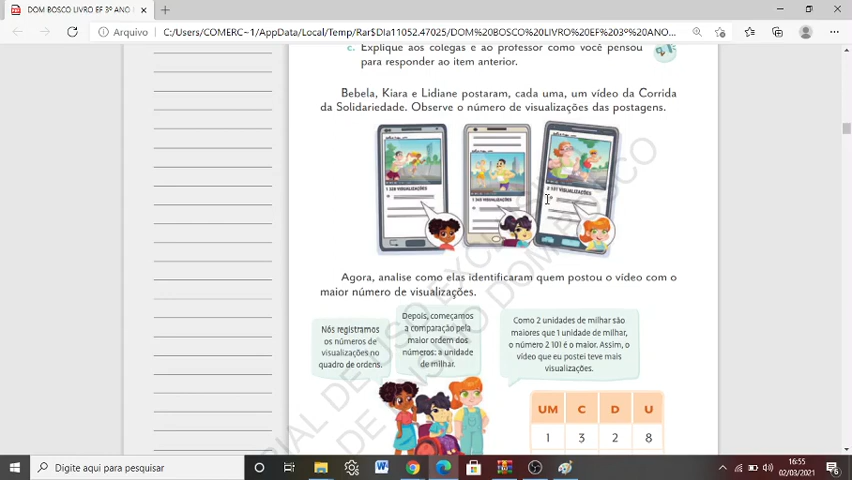 DOM BOSCO LIVRO EF 3º ANO
Arquivo
C:/Users/COMERC~1/AppData/Local/Temp/Rar$DIa11052.47025/DOM%20BOSCO%20LIVRO%20EF%203º%20ANO...
c. Explique aos colegas e ao professor como você pensou
para responder ao item anterior.
Bebela, Kiara e Lidiane postaram, cada uma, um vídeo da Corrida
da Solidariedade. Observe o número de visualizações das postagens.
VISUALIZAÇÕES
VISUALIZAÇÕES
2 101 VISUALIZAÇÕES
Agora, analise como elas identificaram quem postou o vídeo com o
maior número de visualizações.
Nós registramos
os números de
visualizações no
quadro de ordens.
Depois, começamos
a comparação pela
maior ordem dos
números: a unidade
de milhar.
Como 2 unidades de milhar são
maiores que 1 unidade de milhar,
o número 2 101 é o maior. Assim, o
vídeo que eu postei teve mais
visualizações.
UM C D U
1 3 2 8
Digite aqui para pesquisar
16:55
02/03/2021